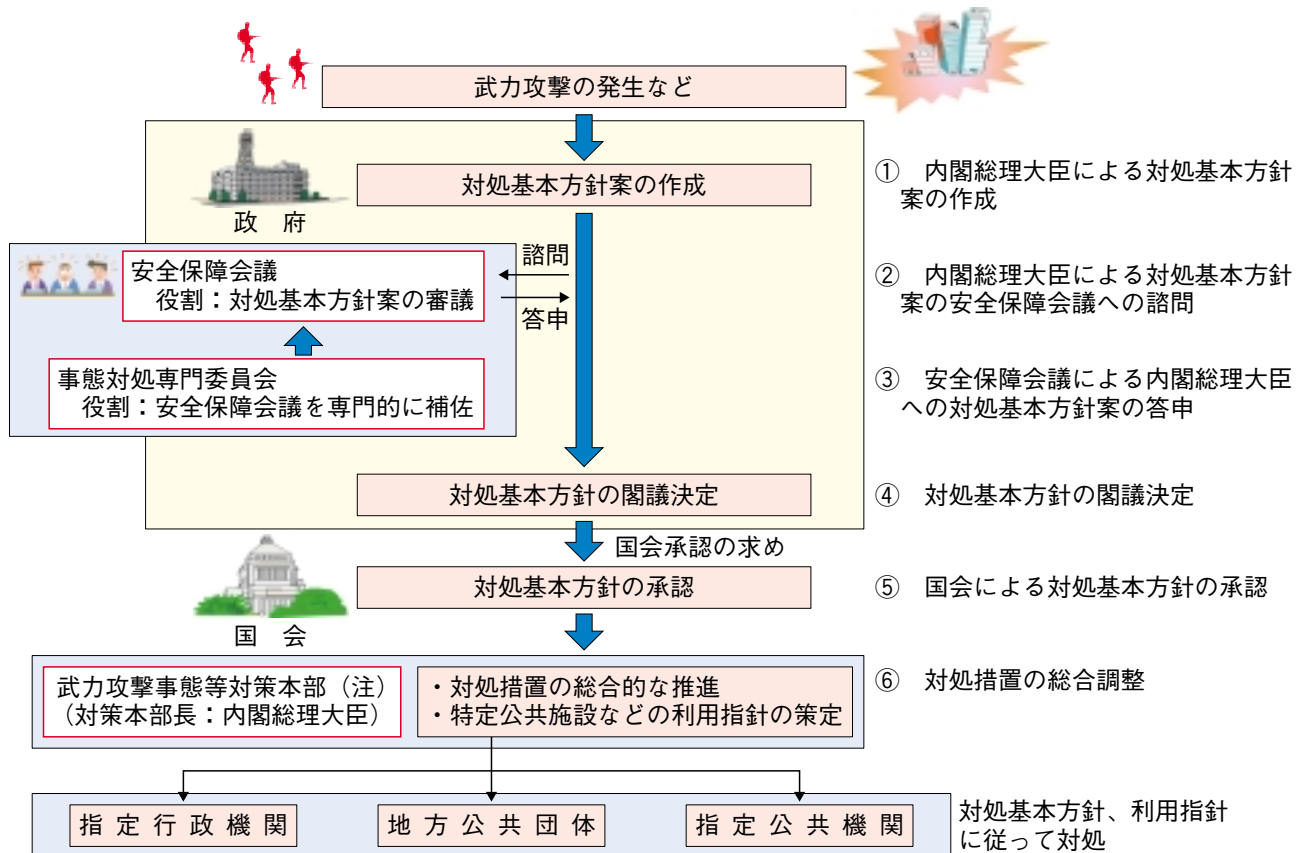 武力攻撃の発生など
対処基本方針案の作成
政 府
① 内閣総理大臣による対処基本方針
案の作成
安全保障会議
役割：対処基本方針案の審議
諮問
答申
② 内閣総理大臣による対処基本方針
案の安全保障会議への諮問
事態対処専門委員会
役割：安全保障会議を専門的に補佐
③ 安全保障会議による内閣総理大臣
への対処基本方針案の答申
対処基本方針の閣議決定
④ 対処基本方針の閣議決定
国会承認の求め
対処基本方針の承認
国 会
⑤ 国会による対処基本方針の承認
武力攻撃事態等対策本部（注）
（対策本部長：内閣総理大臣）
・対処措置の総合的な推進
・特定公共施設などの利用指針の策定
⑥ 対処措置の総合調整
指定行政機関
地方公共団体
指定公共機関
対処基本方針、利用指針
に従って対処